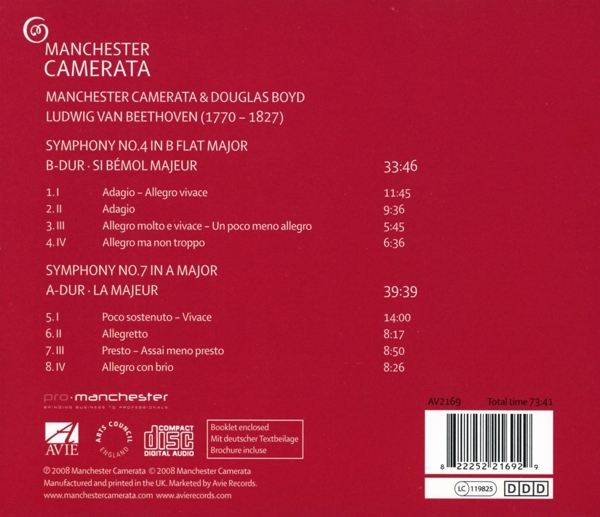 MANCHESTER
CAMERATA
MANCHESTER CAMERATA & DOUGLAS BOYD
LUDWIG VAN BEETHOVEN (1770 – 1827)
SYMPHONY NO.4 IN B FLAT MAJOR
B-DUR · SI BÉMOL MAJEUR 33:46
1. I Adagio – Allegro vivace 11:45
2. II Adagio 9:36
3. III Allegro molto e vivace – Un poco meno allegro 5:45
4. IV Allegro ma non troppo 6:36
SYMPHONY NO.7 IN A MAJOR
A-DUR · LA MAJEUR 39:39
5. I Poco sostenuto – Vivace 14:00
6. II Allegretto 8:17
7. III Presto – Assai meno presto 8:50
8. IV Allegro con brio 8:26
pro·manchester
BRINGING BUSINESS TO PROFESSIONALS
AV2169 Total time 73:41
AVIE
ARTS COUNCIL ENGLAND
COMPACT disc DIGITAL AUDIO
Booklet enclosed
Mit deutscher Textbeilage
Brochure incluse
8 22252 21692 9
℗ 2008 Manchester Camerata © 2008 Manchester Camerata
Manufactured and printed in the UK. Marketed by Avie Records.
www.manchestercamerata.com www.avierecords.com
LC 119825 DDD